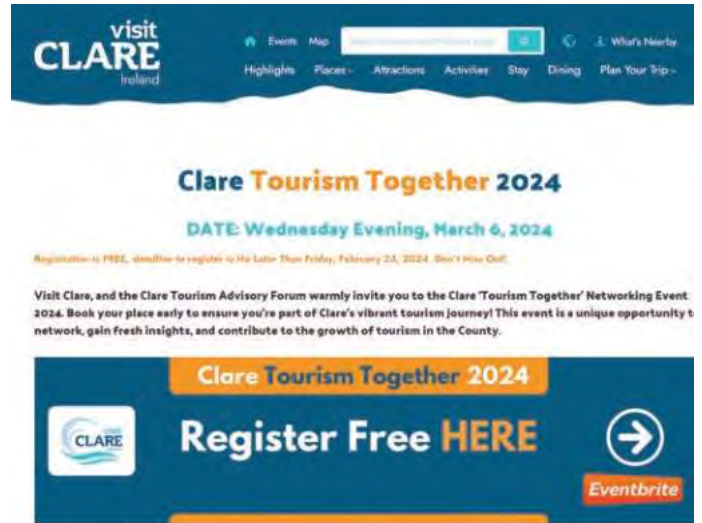 visit
CLARE
Ireland
Events Map
What's Nearby
Highlights Places Attractions Activities Stay Dining Plan Your Trip
Clare Tourism Together 2024
DATE: Wednesday Evening, March 6, 2024
Registration is FREE, deadline to register is No Later Than Friday, February 23, 2024. Don't Miss Out!
Visit Clare, and the Clare Tourism Advisory Forum warmly invite you to the Clare 'Tourism Together' Networking Event
2024. Book your place early to ensure you're part of Clare's vibrant tourism journey! This event is a unique opportunity t
network, gain fresh insights, and contribute to the growth of tourism in the County.
Clare Tourism Together 2024
CLARE
Register Free HERE
Eventbrite